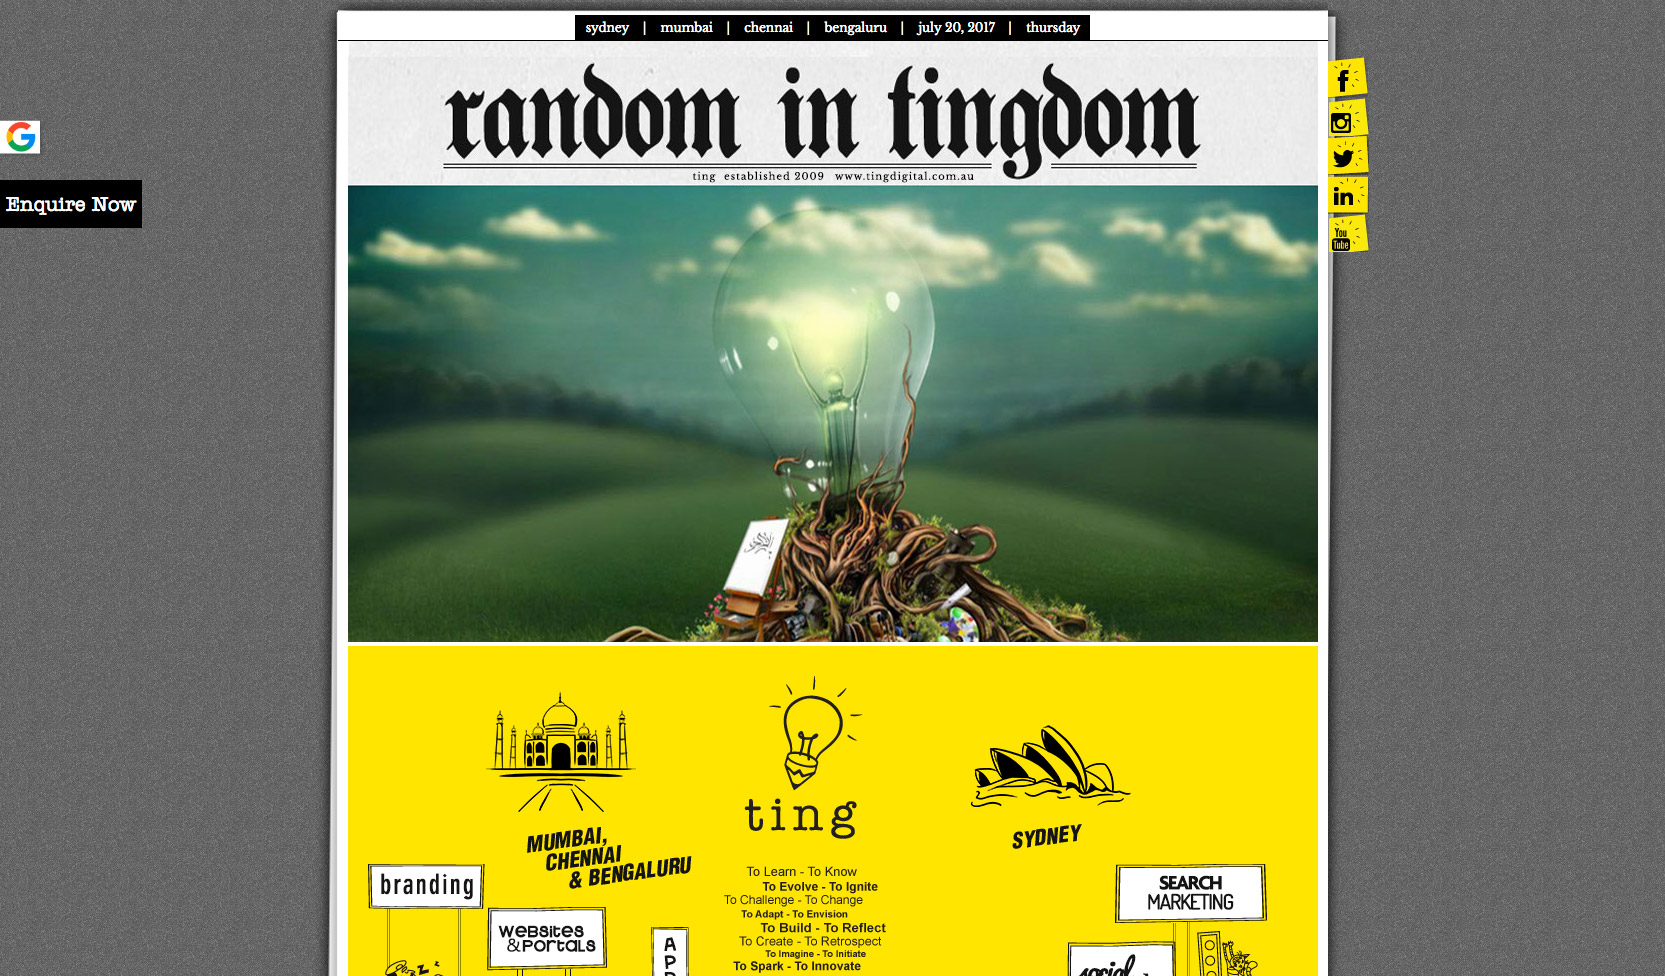 sydney | mumbai | chennai | bengaluru | july 20, 2017 | thursday
random in tingdom
ting established 2009 www.tingdigital.com.au
Enquire Now
You
Tube
ting
MUMBAI,
CHENNAI
& BENGALURU
SYDNEY
To Learn - To Know
To Evolve - To Ignite
To Challenge - To Change
To Adapt - To Envision
To Build - To Reflect
To Create - To Retrospect
To Imagine - To Initiate
To Spark - To Innovate
branding
WEBSITES
&PORTALS
SEARCH
MARKETING
social